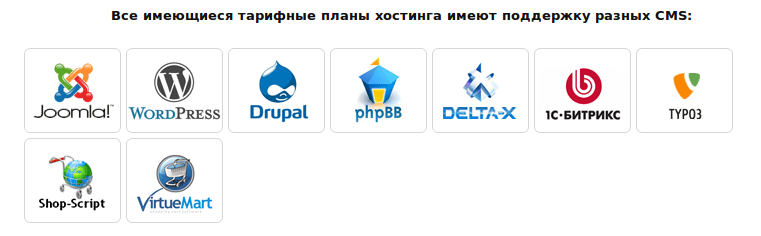 Все имеющиеся тарифные планы хостинга имеют поддержку разных CMS:
Joomla!™
WORDPRESS
Drupal
phpBB
DELTA-X
1С•БИТРИКС
TYPO3
Shop-Script
VirtueMart